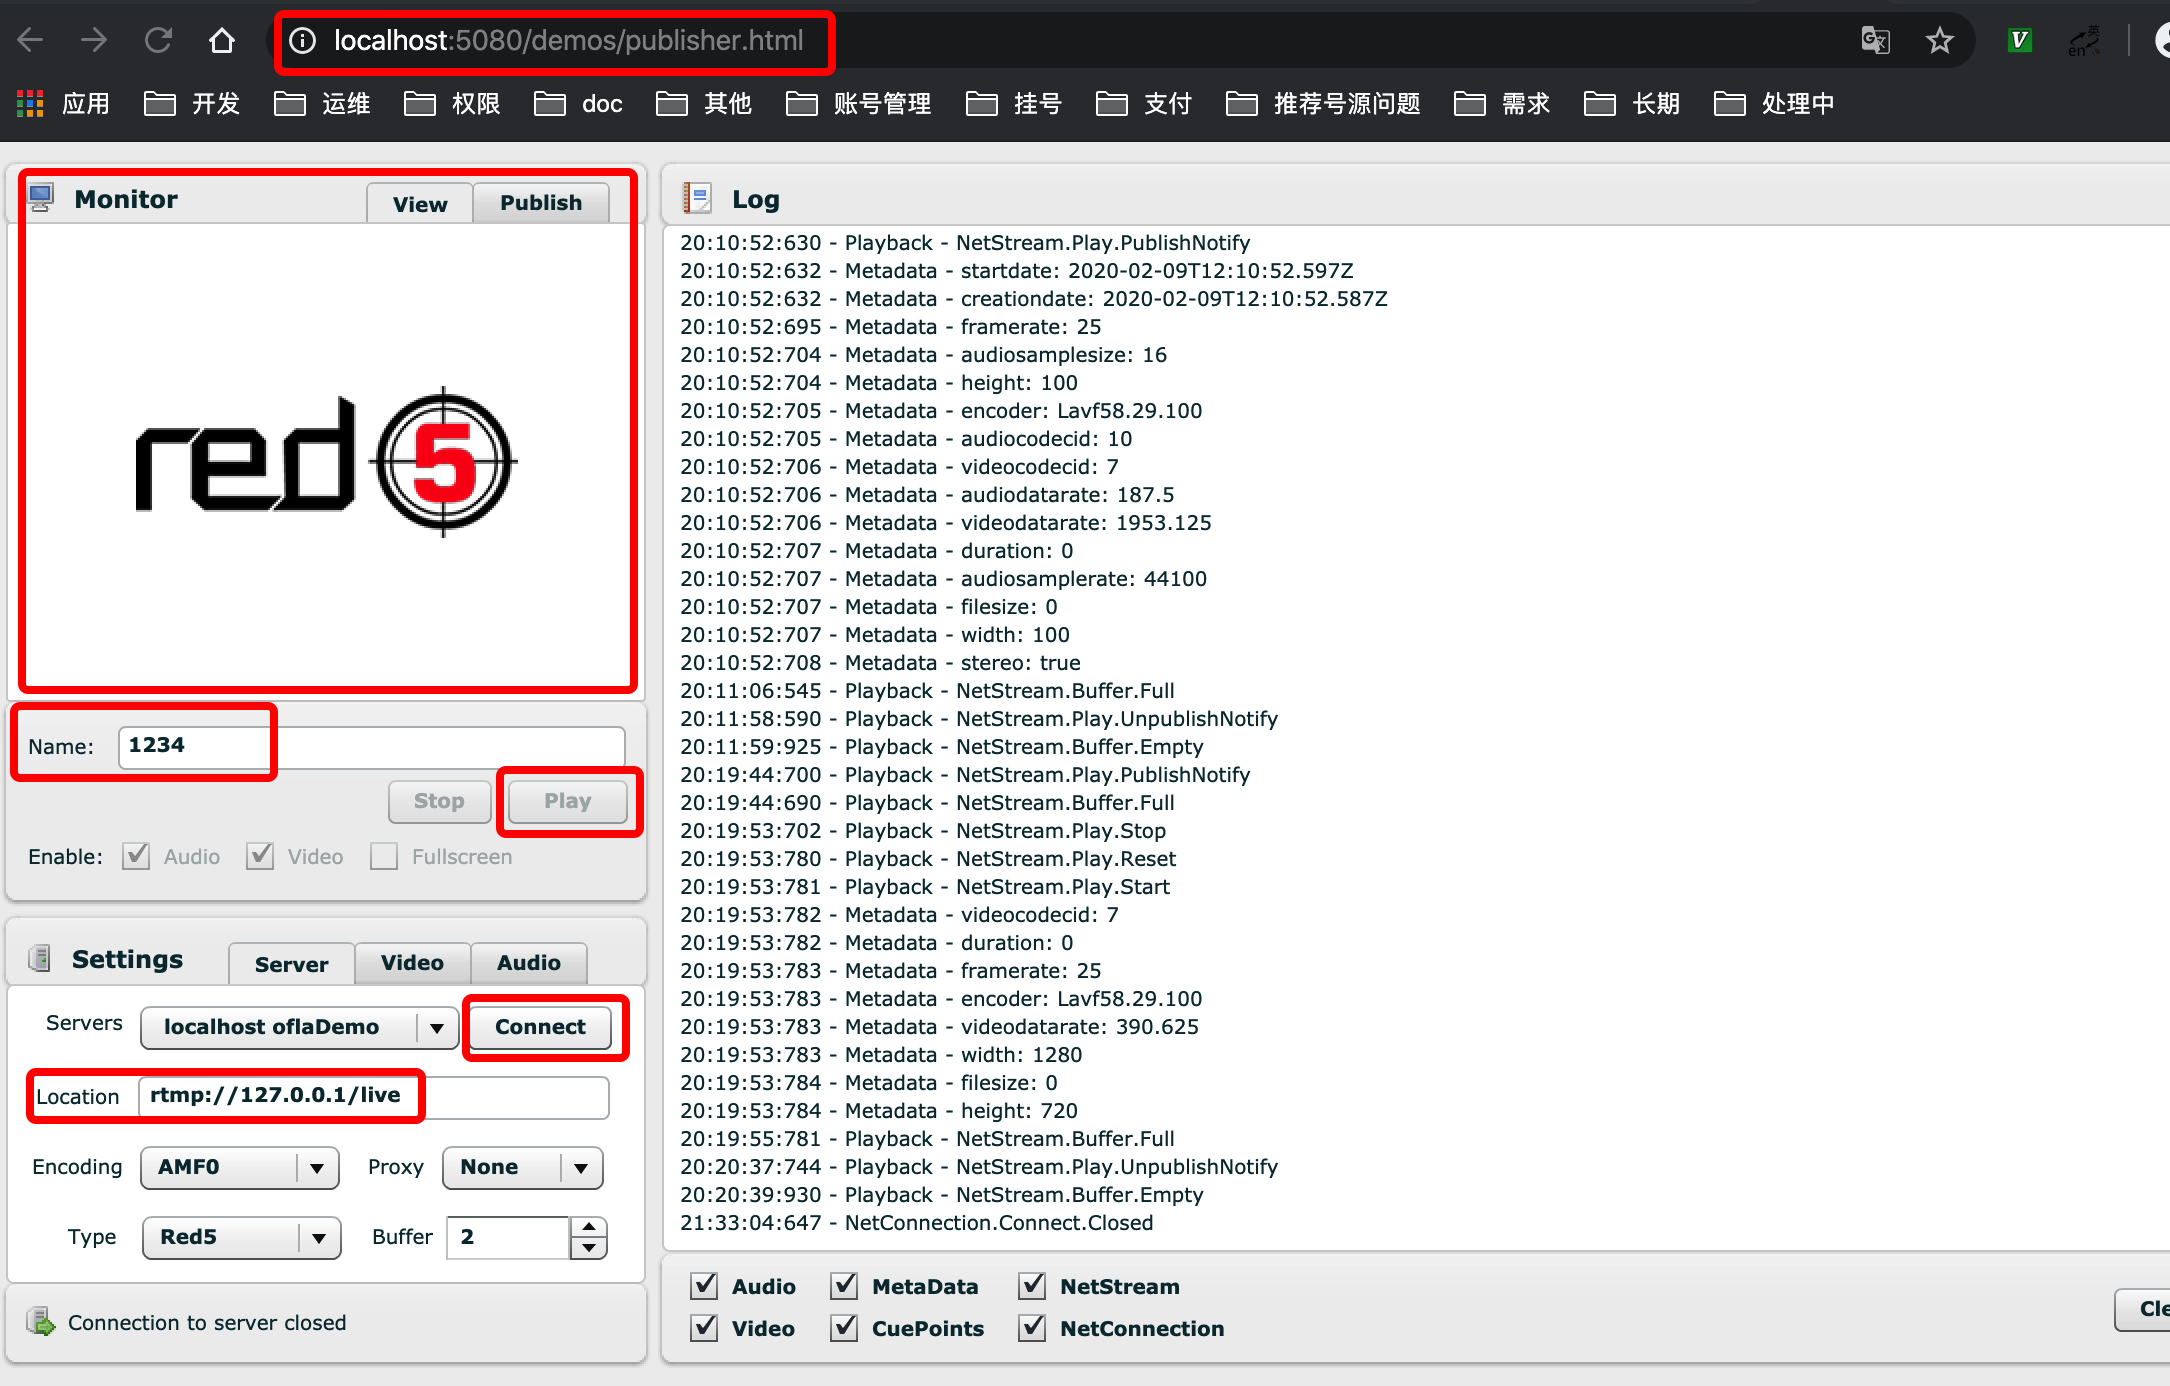 localhost:5080/demos/publisher.html
应用 开发 运维 权限 doc 其他 账号管理 挂号 支付 推荐号源问题 需求 长期 处理中
Monitor View Publish
red5
Name: 1234
Stop Play
Enable: Audio Video Fullscreen
Settings Server Video Audio
Servers localhost oflaDemo Connect
Location rtmp://127.0.0.1/live
Encoding AMF0 Proxy None
Type Red5 Buffer 2
Connection to server closed
Log
20:10:52:630 - Playback - NetStream.Play.PublishNotify
20:10:52:632 - Metadata - startdate: 2020-02-09T12:10:52.597Z
20:10:52:632 - Metadata - creationdate: 2020-02-09T12:10:52.587Z
20:10:52:695 - Metadata - framerate: 25
20:10:52:704 - Metadata - audiosamplesize: 16
20:10:52:704 - Metadata - height: 100
20:10:52:705 - Metadata - encoder: Lavf58.29.100
20:10:52:705 - Metadata - audiocodecid: 10
20:10:52:706 - Metadata - videocodecid: 7
20:10:52:706 - Metadata - audiodatarate: 187.5
20:10:52:706 - Metadata - videodatarate: 1953.125
20:10:52:707 - Metadata - duration: 0
20:10:52:707 - Metadata - audiosamplerate: 44100
20:10:52:707 - Metadata - filesize: 0
20:10:52:707 - Metadata - width: 100
20:10:52:708 - Metadata - stereo: true
20:11:06:545 - Playback - NetStream.Buffer.Full
20:11:58:590 - Playback - NetStream.Play.UnpublishNotify
20:11:59:925 - Playback - NetStream.Buffer.Empty
20:19:44:700 - Playback - NetStream.Play.PublishNotify
20:19:44:690 - Playback - NetStream.Buffer.Full
20:19:53:702 - Playback - NetStream.Play.Stop
20:19:53:780 - Playback - NetStream.Play.Reset
20:19:53:781 - Playback - NetStream.Play.Start
20:19:53:782 - Metadata - videocodecid: 7
20:19:53:782 - Metadata - duration: 0
20:19:53:783 - Metadata - framerate: 25
20:19:53:783 - Metadata - encoder: Lavf58.29.100
20:19:53:783 - Metadata - videodatarate: 390.625
20:19:53:783 - Metadata - width: 1280
20:19:53:784 - Metadata - filesize: 0
20:19:53:784 - Metadata - height: 720
20:19:55:781 - Playback - NetStream.Buffer.Full
20:20:37:744 - Playback - NetStream.Play.UnpublishNotify
20:20:39:930 - Playback - NetStream.Buffer.Empty
21:33:04:647 - NetConnection.Connect.Closed
Audio MetaData NetStream
Video CuePoints NetConnection